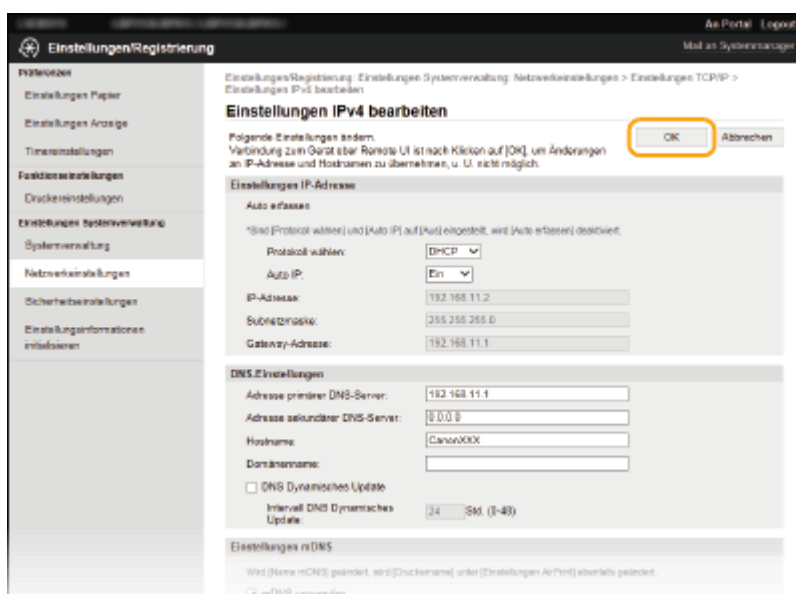 An Portal Logout
Einstellungen/Registrierung
Mail an Systemmanager
Präferenzen
Einstellungen Papier
Einstellungen Anzeige
Timereinstellungen
Funktionseinstellungen
Druckereinstellungen
Einstellungen Systemverwaltung
Systemverwaltung
Netzwerkeinstellungen
Sicherheitseinstellungen
Einstellungsinformationen
initialisieren
Einstellungen/Registrierung: Einstellungen Systemverwaltung: Netzwerkeinstellungen > Einstellungen TCP/IP >
Einstellungen IPv4 bearbeiten
Einstellungen IPv4 bearbeiten
Folgende Einstellungen ändern.
Verbindung zum Gerät über Remote UI ist nach Klicken auf [OK], um Änderungen
an IP-Adresse und Hostnamen zu übernehmen, u. U. nicht möglich.
OK Abbrechen
Einstellungen IP-Adresse
Auto erfassen
*Sind [Protokoll wählen] und [Auto IP] auf [Aus] eingestellt, wird [Auto erfassen] deaktiviert.
Protokoll wählen: DHCP
Auto IP: Ein
IP-Adresse: 192.168.11.2
Subnetzmaske: 255.255.255.0
Gateway-Adresse: 192.168.11.1
DNS-Einstellungen
Adresse primärer DNS-Server: 192.168.11.1
Adresse sekundärer DNS-Server: 0.0.0.0
Hostname: CanonXXX
Domänenname:
DNS Dynamisches Update
Intervall DNS Dynamisches
Update: 24 Std. (0-48)
Einstellungen mDNS
Wird [Name mDNS] geändert, wird [Druckername] unter [Einstellungen AirPrint] ebenfalls geändert.
mDNS verwenden